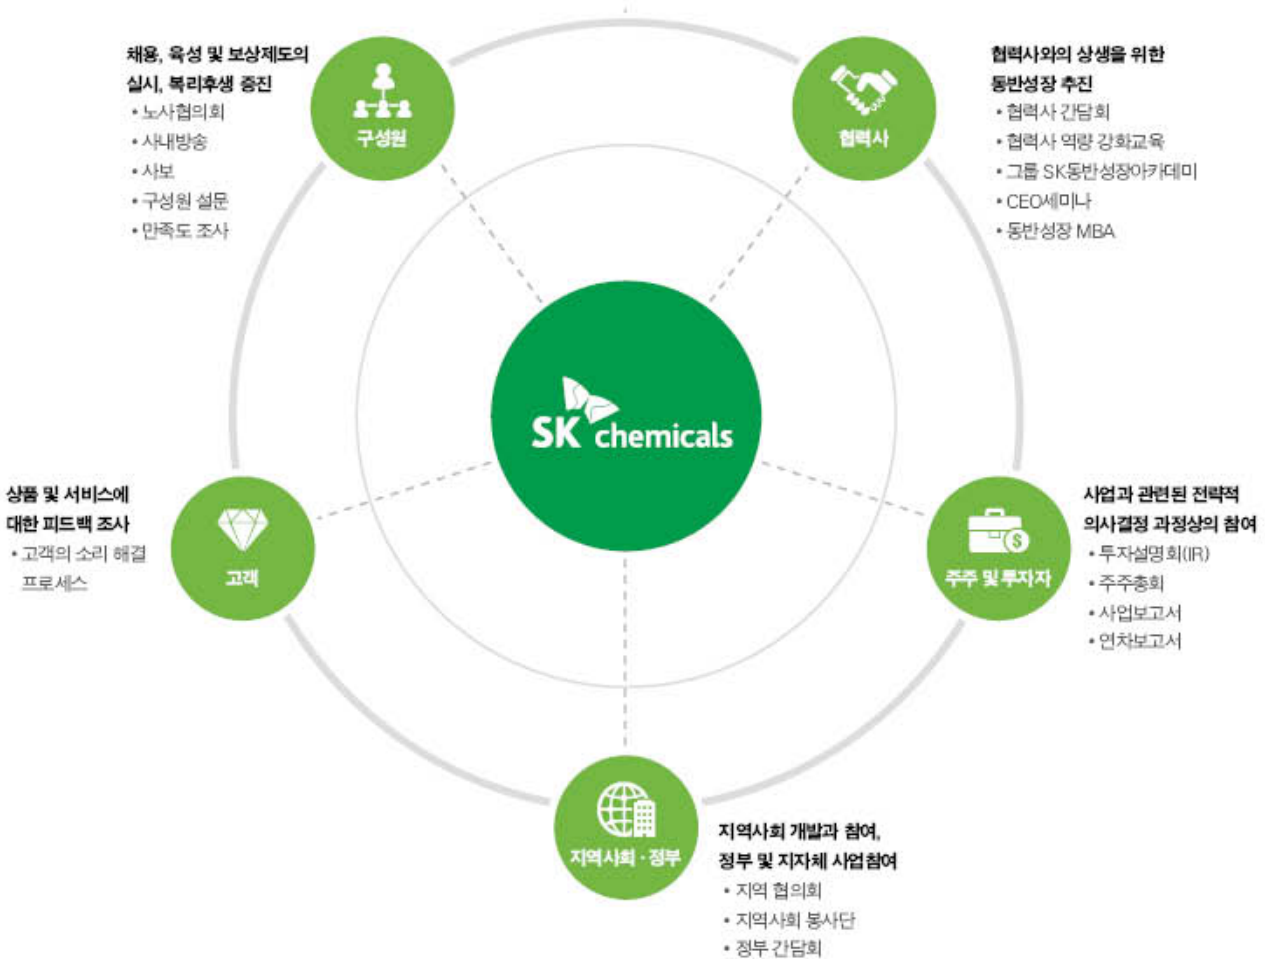 채용, 육성 및 보상제도의
실시, 복리후생 증진
• 노사협의회
• 사내방송
• 사보
• 구성원 설문
• 만족도 조사
구성원
협력사
협력사와의 상생을 위한
동반성장 추진
• 협력사 간담회
• 협력사 역량 강화교육
• 그룹 SK동반성장아카데미
• CEO세미나
• 동반성장 MBA
SK chemicals
상품 및 서비스에
대한 피드백 조사
• 고객의 소리 해결
프로세스
고객
$
주주 및 투자자
사업과 관련된 전략적
의사결정 과정상의 참여
• 투자설명회(IR)
• 주주총회
• 사업보고서
• 연차보고서
지역사회 · 정부
지역사회 개발과 참여,
정부 및 지자체 사업참여
• 지역 협의회
• 지역사회 봉사단
• 정부 간담회